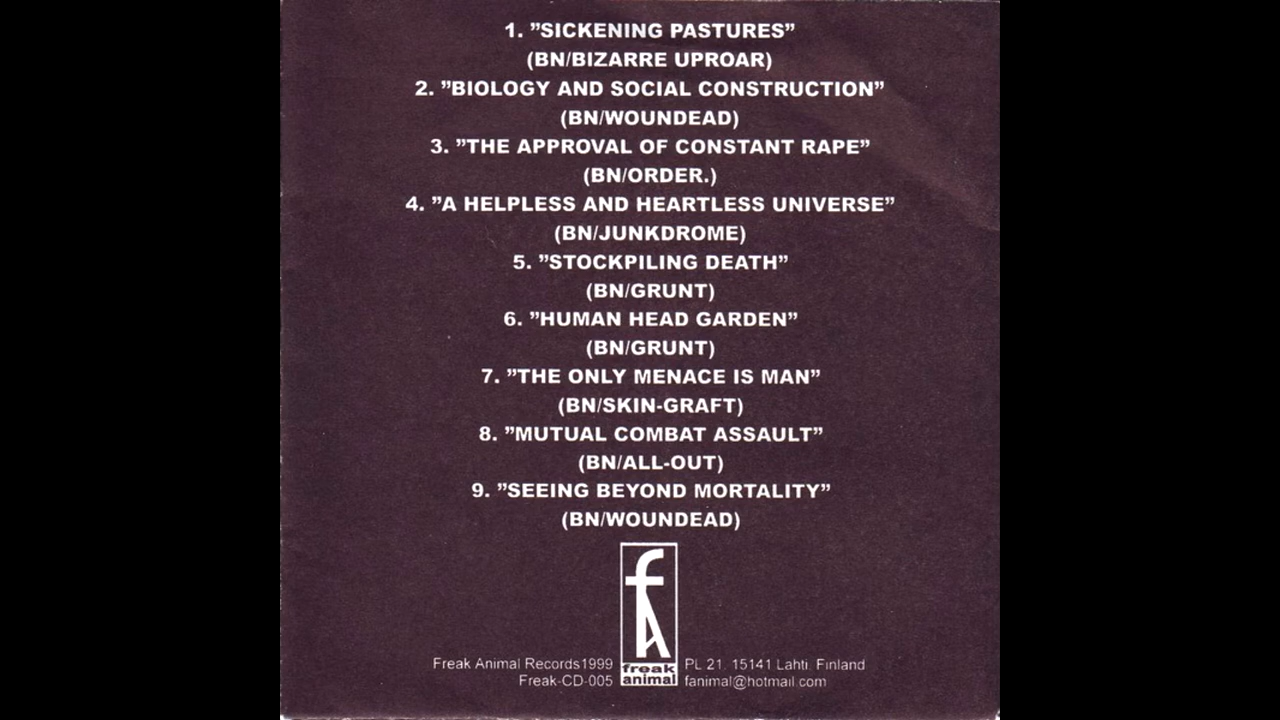 1. ”SICKENING PASTURES”
(BN/BIZARRE UPROAR)
2. ”BIOLOGY AND SOCIAL CONSTRUCTION”
(BN/WOUNDEAD)
3. ”THE APPROVAL OF CONSTANT RAPE”
(BN/ORDER.)
4. ”A HELPLESS AND HEARTLESS UNIVERSE”
(BN/JUNKDROME)
5. ”STOCKPILING DEATH”
(BN/GRUNT)
6. ”HUMAN HEAD GARDEN”
(BN/GRUNT)
7. ”THE ONLY MENACE IS MAN”
(BN/SKIN-GRAFT)
8. ”MUTUAL COMBAT ASSAULT”
(BN/ALL-OUT)
9. ”SEEING BEYOND MORTALITY”
(BN/WOUNDEAD)
fA
freak
animal
Freak Animal Records1999
Freak-CD-005
PL 21, 15141 Lahti, Finland
fanimal@hotmail.com